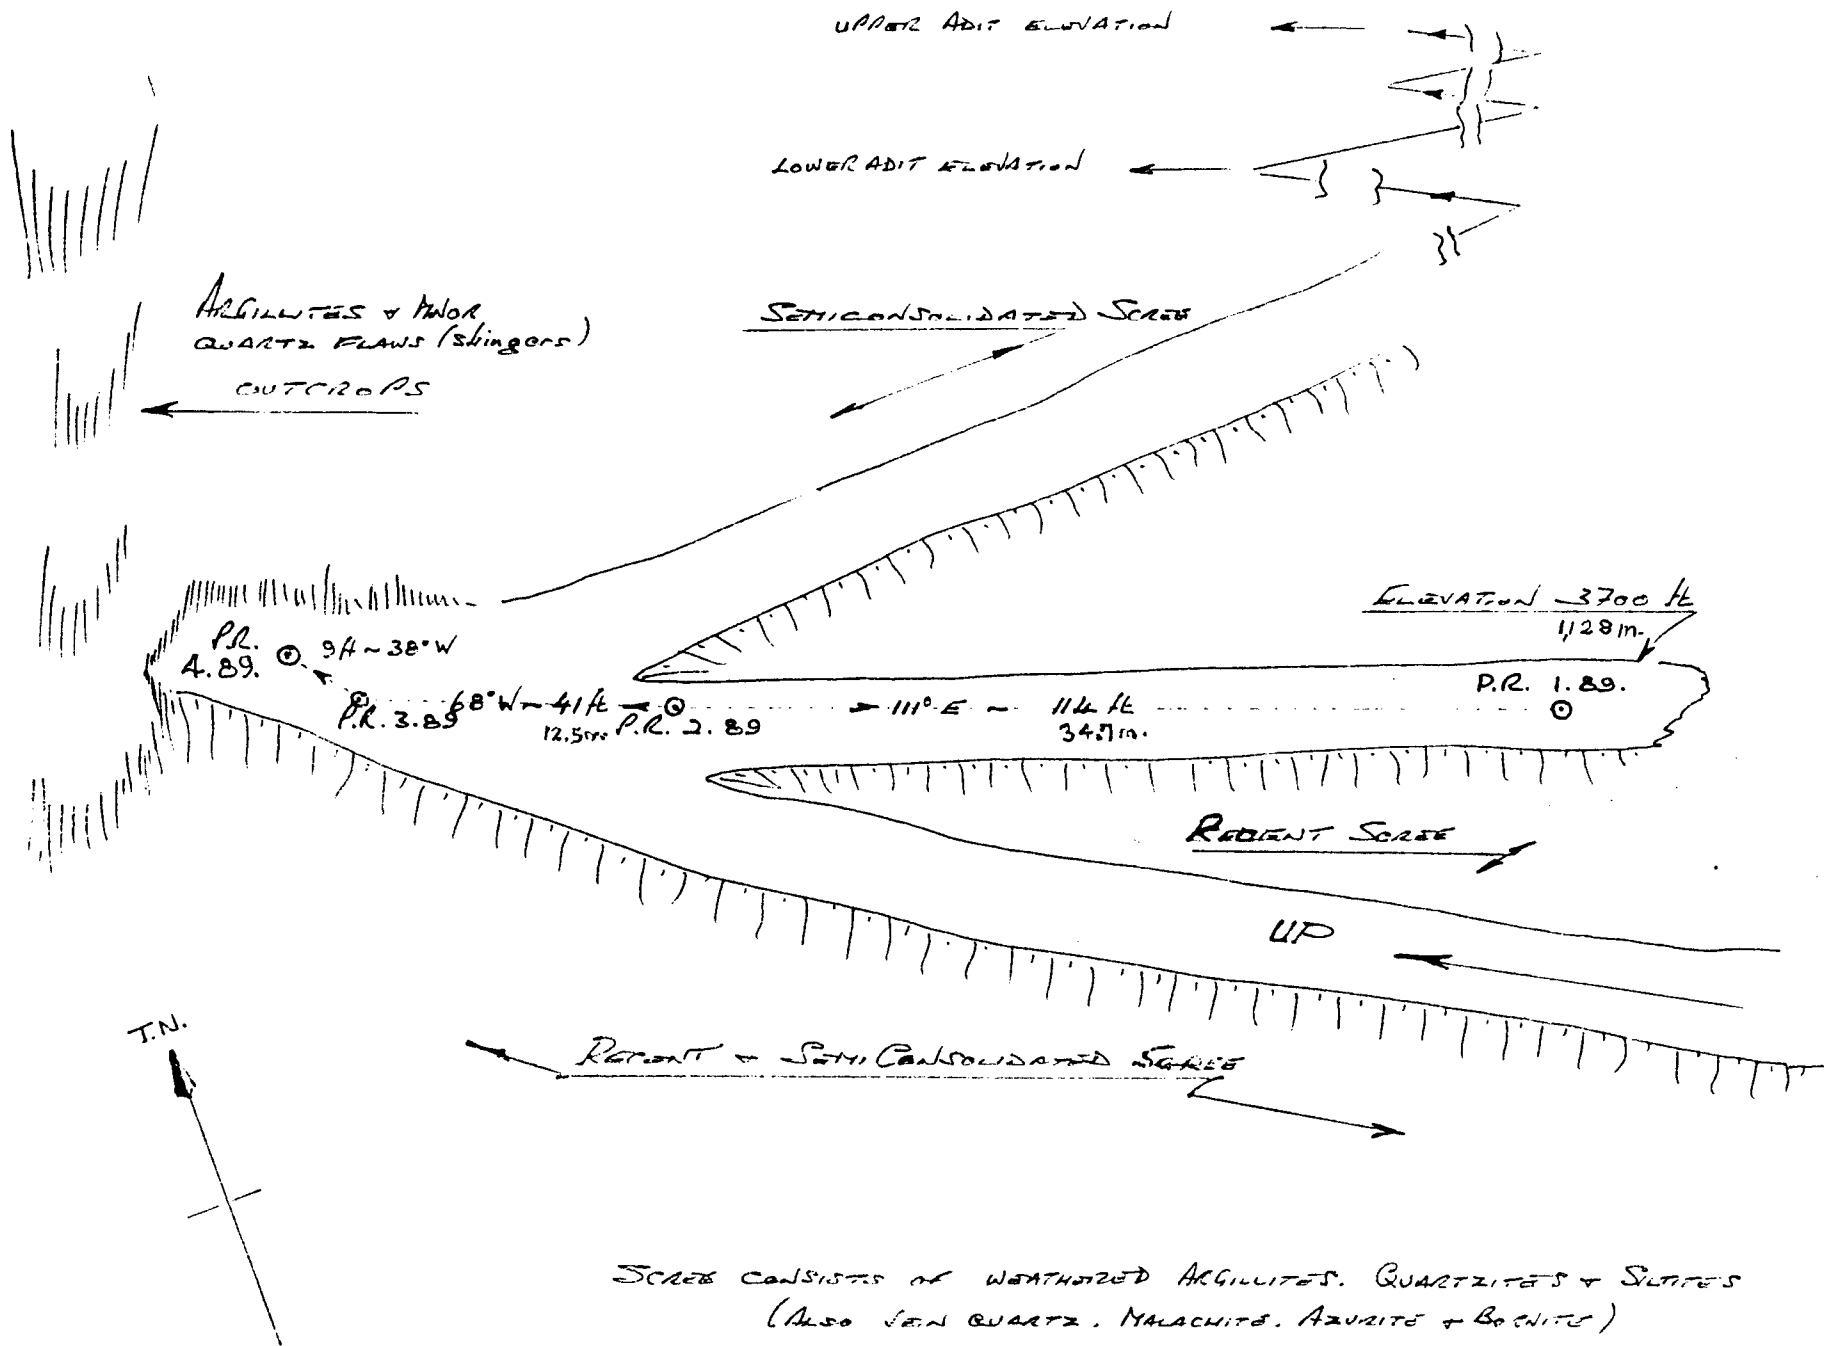 UPPER ADIT ELEVATION
LOWER ADIT ELEVATION
ARGILLITES + MINOR
QUARTZ FLAWS (Stringers)
OUTCROPS
SEMICONSOLIDATED SCREE
ELEVATION ~3700 ft
1,128 m.
P.R.
4.89.
9 ft ~ 38° W
P.R. 3.89
68° W ~ 41 ft
12.5m.
P.R. 2.89
111° E ~ 114 ft
34.7m.
P.R. 1.89.
RECENT SCREE
UP
T.N.
RECENT + SEMI CONSOLIDATED SCREE
SCREE CONSISTS OF WEATHERED ARGILLITES. QUARTZITES + SILTITES
(ALSO VEIN QUARTZ. MALACHITE. AZURITE + BORNITE)